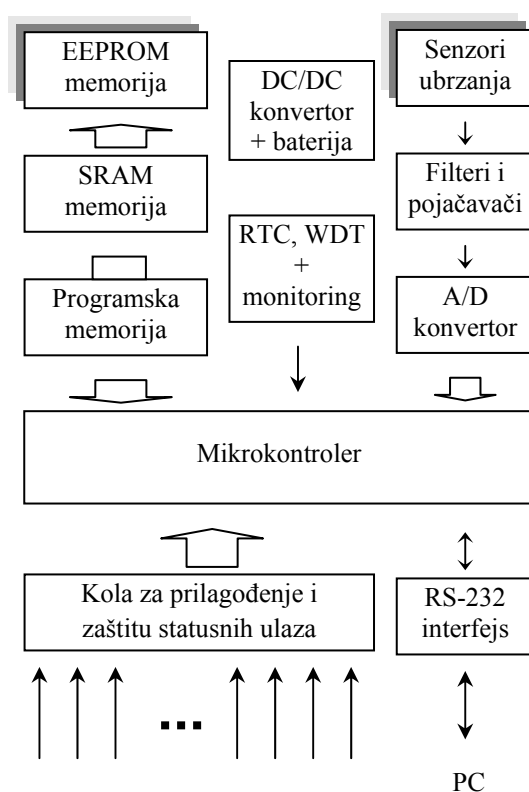 EEPROM
memorija
SRAM
memorija
Programska
memorija
DC/DC
konvertor
+ baterija
RTC, WDT
+
monitoring
Senzori
ubrzanja
Filteri i
pojačavači
A/D
konvertor
Mikrokontroler
Kola za prilagođenje i
zaštitu statusnih ulaza
...
RS-232
interfejs
PC